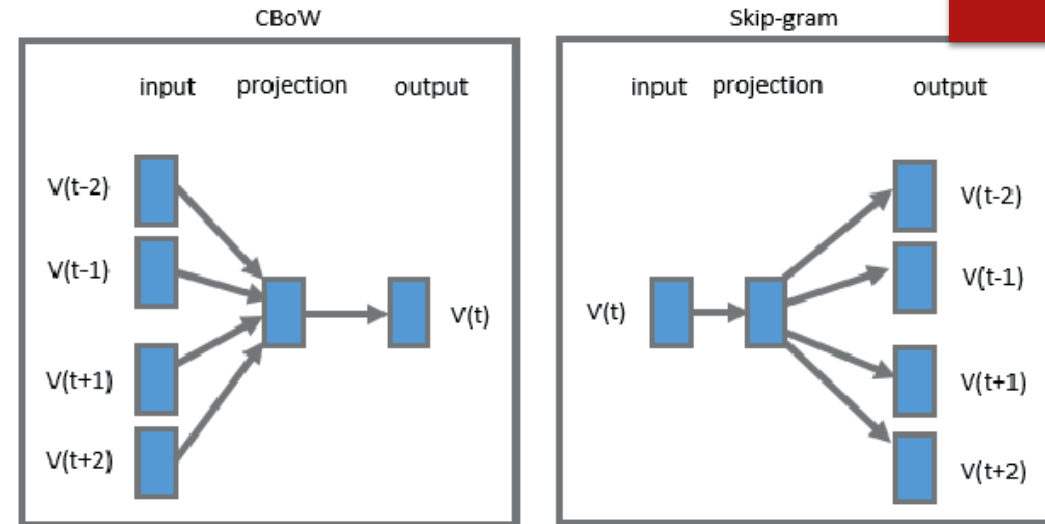 CBoW
input projection output
V(t-2)
V(t-1)
V(t)
V(t+1)
V(t+2)
Skip-gram
input projection output
V(t-2)
V(t-1)
V(t)
V(t+1)
V(t+2)